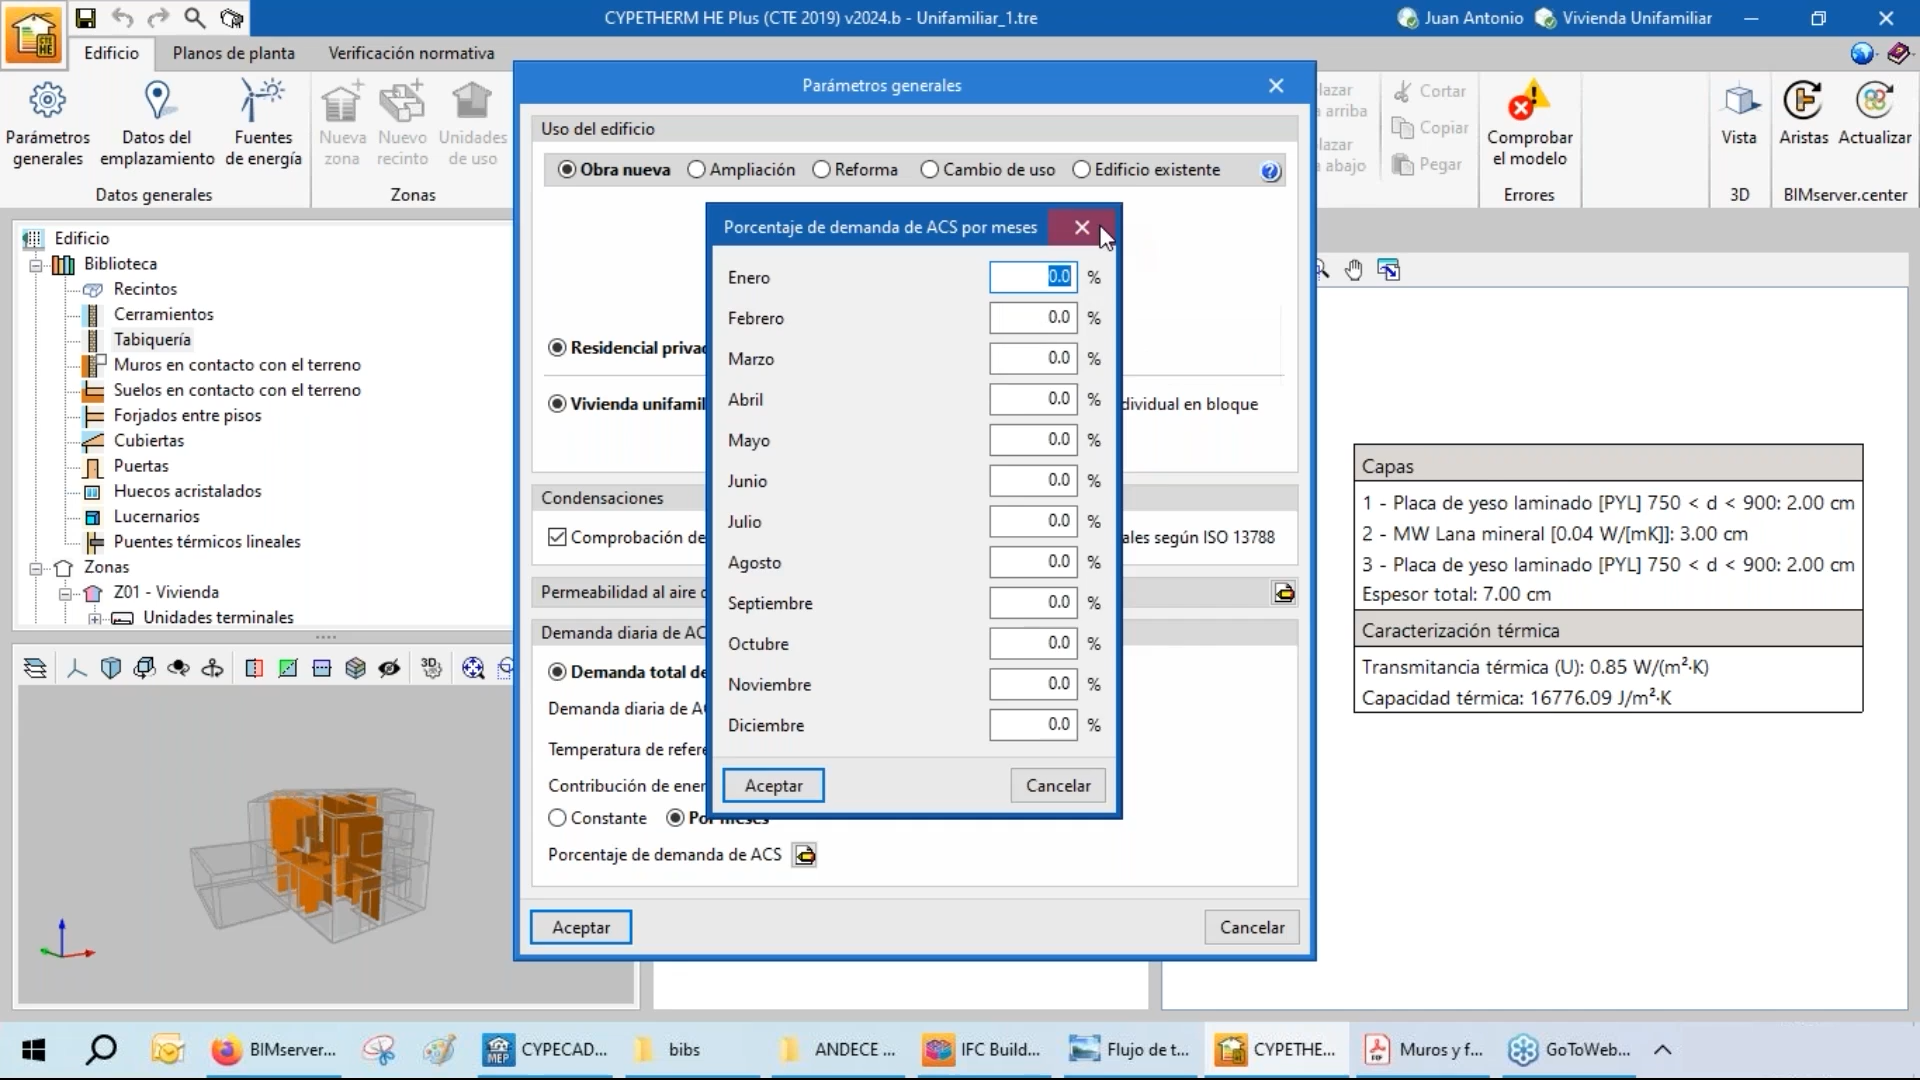 CYPETHERM HE Plus (CTE 2019) v2024.b - Unifamiliar_1.tre
Juan Antonio
Vivienda Unifamiliar
CTE
HE
Edificio
Planos de planta
Verificación normativa
Parámetros
generales
Datos del
emplazamiento
Fuentes
de energía
Datos generales
Nueva
zona
Nuevo
recinto
Unidades
de uso
Zonas
lazar
arriba
lazar
abajo
Cortar
Copiar
Pegar
Comprobar
el modelo
Errores
Vista
3D
Aristas
Actualizar
BIMserver.center
Edificio
Biblioteca
Recintos
Cerramientos
Tabiquería
Muros en contacto con el terreno
Suelos en contacto con el terreno
Forjados entre pisos
Cubiertas
Puertas
Huecos acristalados
Lucernarios
Puentes térmicos lineales
Zonas
Z01 - Vivienda
Unidades terminales
3D
Parámetros generales
Uso del edificio
Obra nueva
Ampliación
Reforma
Cambio de uso
Edificio existente
Residencial privad
Vivienda unifamil
dividual en bloque
Condensaciones
Comprobación de
ales según ISO 13788
Permeabilidad al aire d
Demanda diaria de AC
Demanda total de
Demanda diaria de A
Temperatura de refere
Contribución de ener
Constante
Por meses
Porcentaje de demanda de ACS
Aceptar
Cancelar
Porcentaje de demanda de ACS por meses
Enero 0.0 %
Febrero 0.0 %
Marzo 0.0 %
Abril 0.0 %
Mayo 0.0 %
Junio 0.0 %
Julio 0.0 %
Agosto 0.0 %
Septiembre 0.0 %
Octubre 0.0 %
Noviembre 0.0 %
Diciembre 0.0 %
Aceptar
Cancelar
Capas
1 - Placa de yeso laminado [PYL] 750 < d < 900: 2.00 cm
2 - MW Lana mineral [0.04 W/[mK]]: 3.00 cm
3 - Placa de yeso laminado [PYL] 750 < d < 900: 2.00 cm
Espesor total: 7.00 cm
Caracterización térmica
Transmitancia térmica (U): 0.85 W/(m²·K)
Capacidad térmica: 16776.09 J/m²·K
BIMserver...
MEP
CYPECAD...
bibs
ANDECE ...
IFC Build...
Flujo de t...
CYPETHE...
Muros y f...
GoToWeb...